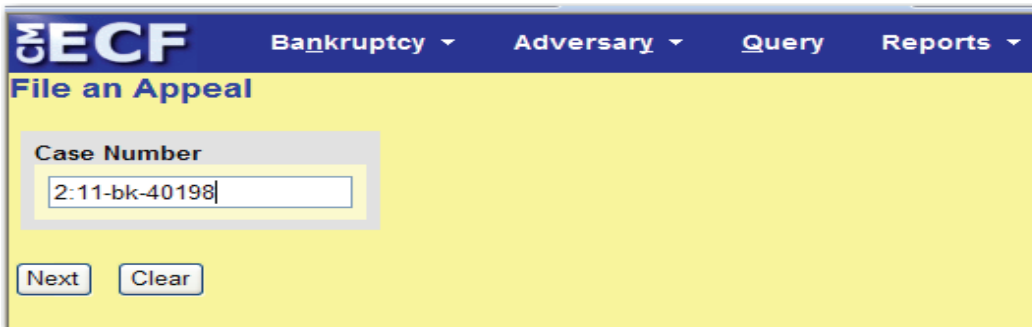 CM ECF Bankruptcy Adversary Query Reports
File an Appeal
Case Number
2:11-bk-40198
Next Clear